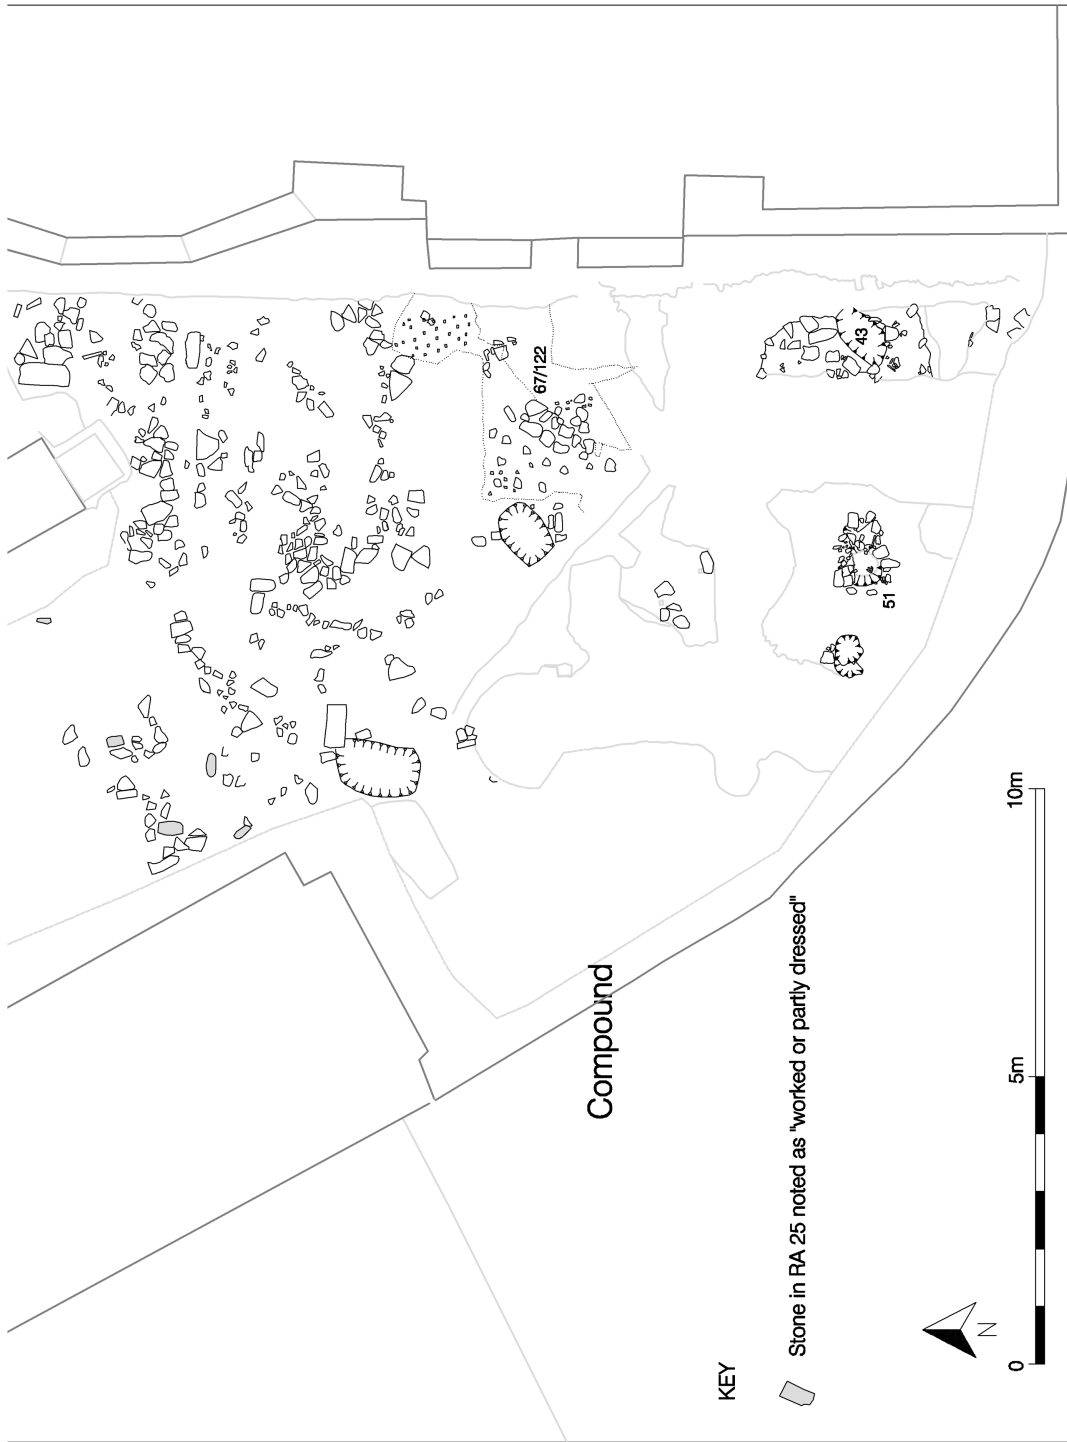 67/122
43
51
Compound
KEY
Stone in RA 25 noted as "worked or partly dressed"
N
0
5m
10m